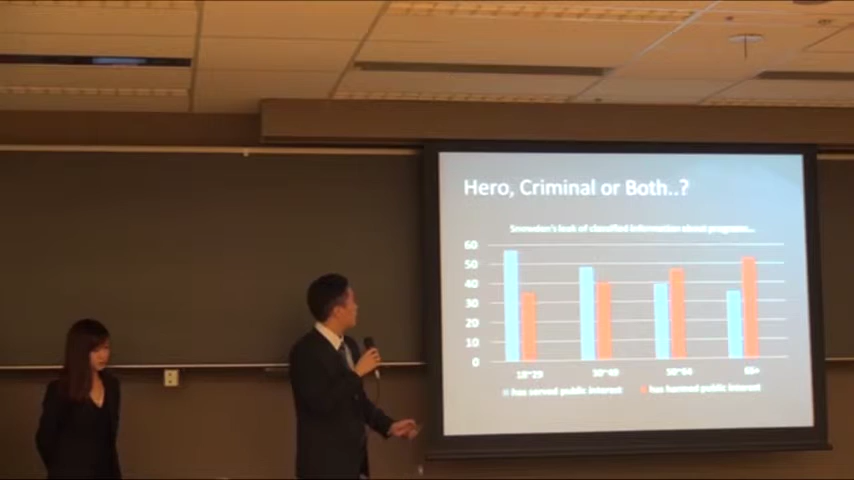 Hero, Criminal or Both..?
Snowden's leak of classified information about programs...
60
50
40
30
20
10
0
18~29
30~49
50~64
65+
has served public interest
has harmed public interest